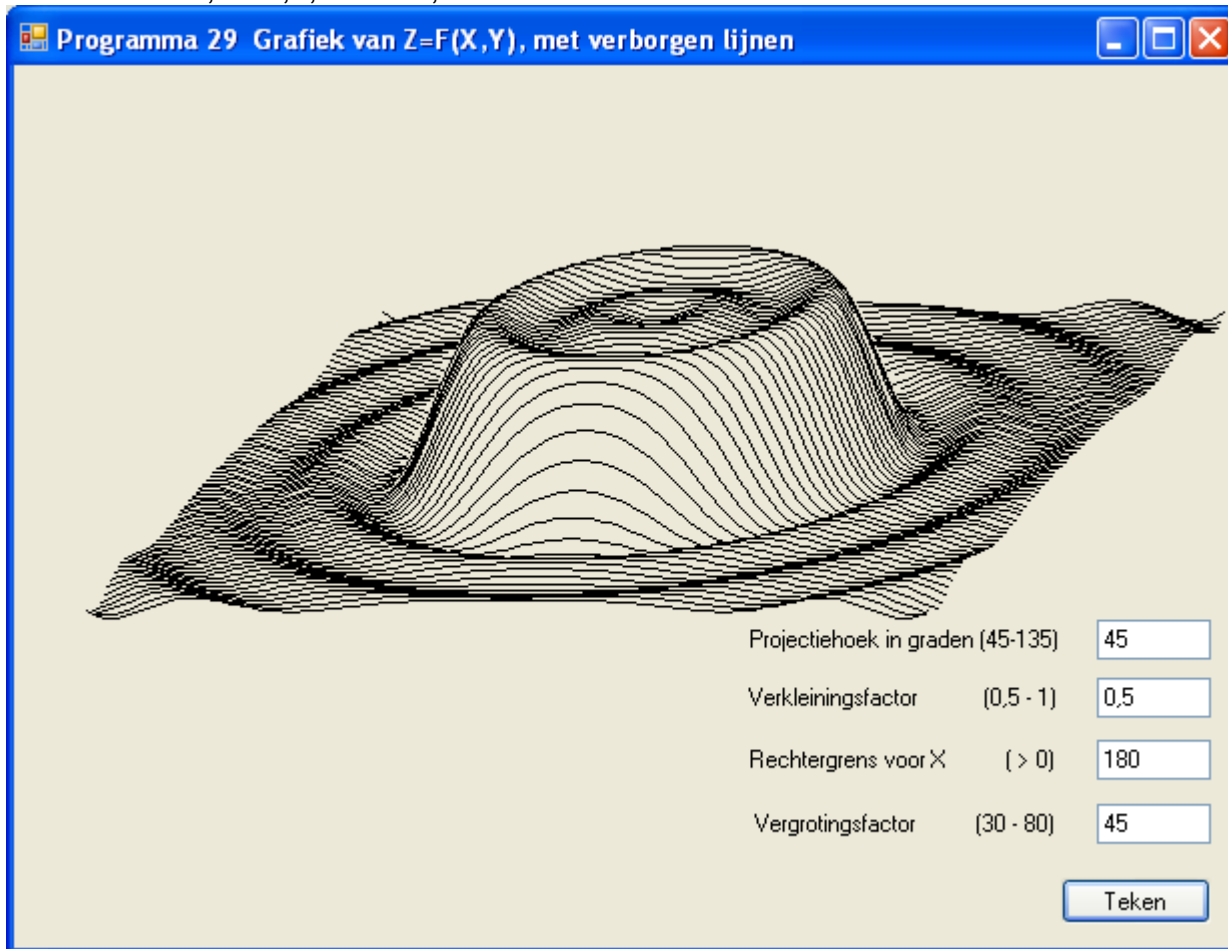 Programma 29 Grafiek van Z=F(X,Y), met verborgen lijnen
Projectiehoek in graden (45-135) 45
Verkleiningsfactor (0,5 - 1) 0,5
Rechtergrens voor X ( > 0) 180
Vergrotingsfactor (30 - 80) 45
Teken